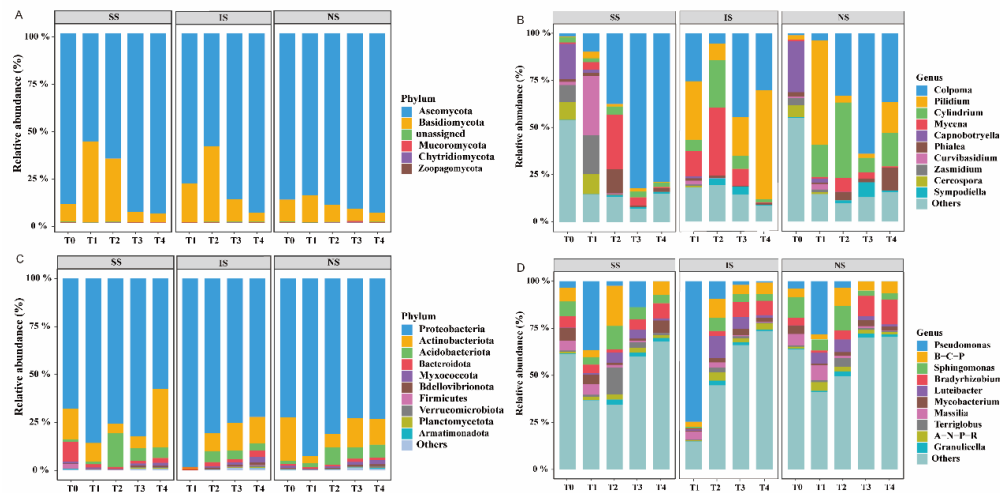 A
SS
IS
NS
Relative abundance (%)
100 %
75 %
50 %
25 %
0 %
T0 T1 T2 T3 T4
T1 T2 T3 T4
T0 T1 T2 T3 T4
Phylum
Ascomycota
Basidiomycota
unassigned
Mucoromycota
Chytridiomycota
Zoopagomycota
B
SS
IS
NS
Relative abundance (%)
100 %
75 %
50 %
25 %
0 %
T0 T1 T2 T3 T4
T1 T2 T3 T4
T0 T1 T2 T3 T4
Genus
Colpoma
Pilidium
Cylindrium
Mycena
Capnobotryella
Phialea
Curvibasidium
Zasmidium
Cercospora
Sympodiella
Others
C
SS
IS
NS
Relative abundance (%)
100 %
75 %
50 %
25 %
0 %
T0 T1 T2 T3 T4
T1 T2 T3 T4
T0 T1 T2 T3 T4
Phylum
Proteobacteria
Actinobacteriota
Acidobacteriota
Bacteroidota
Myxococcota
Bdellovibrionota
Firmicutes
Verrucomicrobiota
Planctomycetota
Armatimonadota
Others
D
SS
IS
NS
Relative abundance (%)
100 %
75 %
50 %
25 %
0 %
T0 T1 T2 T3 T4
T1 T2 T3 T4
T0 T1 T2 T3 T4
Genus
Pseudomonas
B−C−P
Sphingomonas
Bradyrhizobium
Luteibacter
Mycobacterium
Massilia
Terriglobus
A−N−P−R
Granulicella
Others